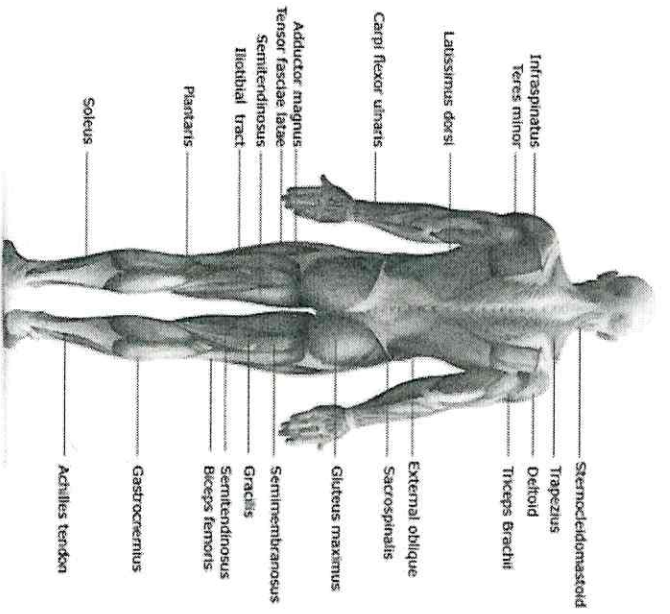 Infraspinatus
Teres minor
Latissimus dorsi
Carpi flexor ulnaris
Adductor magnus
Tensor fasciae latae
Semitendinosus
Iliotibial tract
Plantaris
Soleus
Sternocleidomastoid
Trapezius
Deltoid
Triceps Brachii
External oblique
Sacrospinalis
Gluteus maximus
Semimembranosus
Gracilis
Semitendinosus
Biceps femoris
Gastrocnemius
Achilles tendon